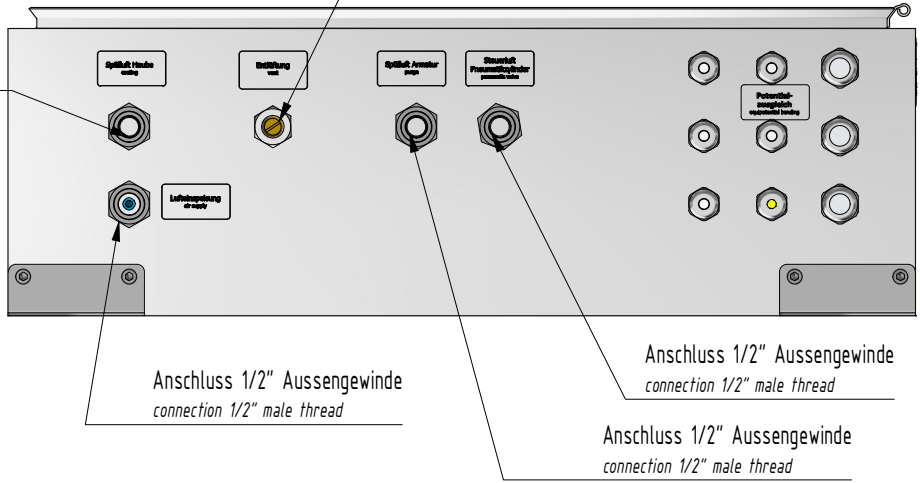 Spülluft Haube
cooling
Entlüftung
vent
Spülluft Armatur
purge
Steuerluft
Pneumatikzylinder
pneumatic valve
Potential-
ausgleich
equipotential bonding
Lufteinspeisung
air supply
Anschluss 1/2" Aussengewinde
connection 1/2" male thread
Anschluss 1/2" Aussengewinde
connection 1/2" male thread
Anschluss 1/2" Aussengewinde
connection 1/2" male thread